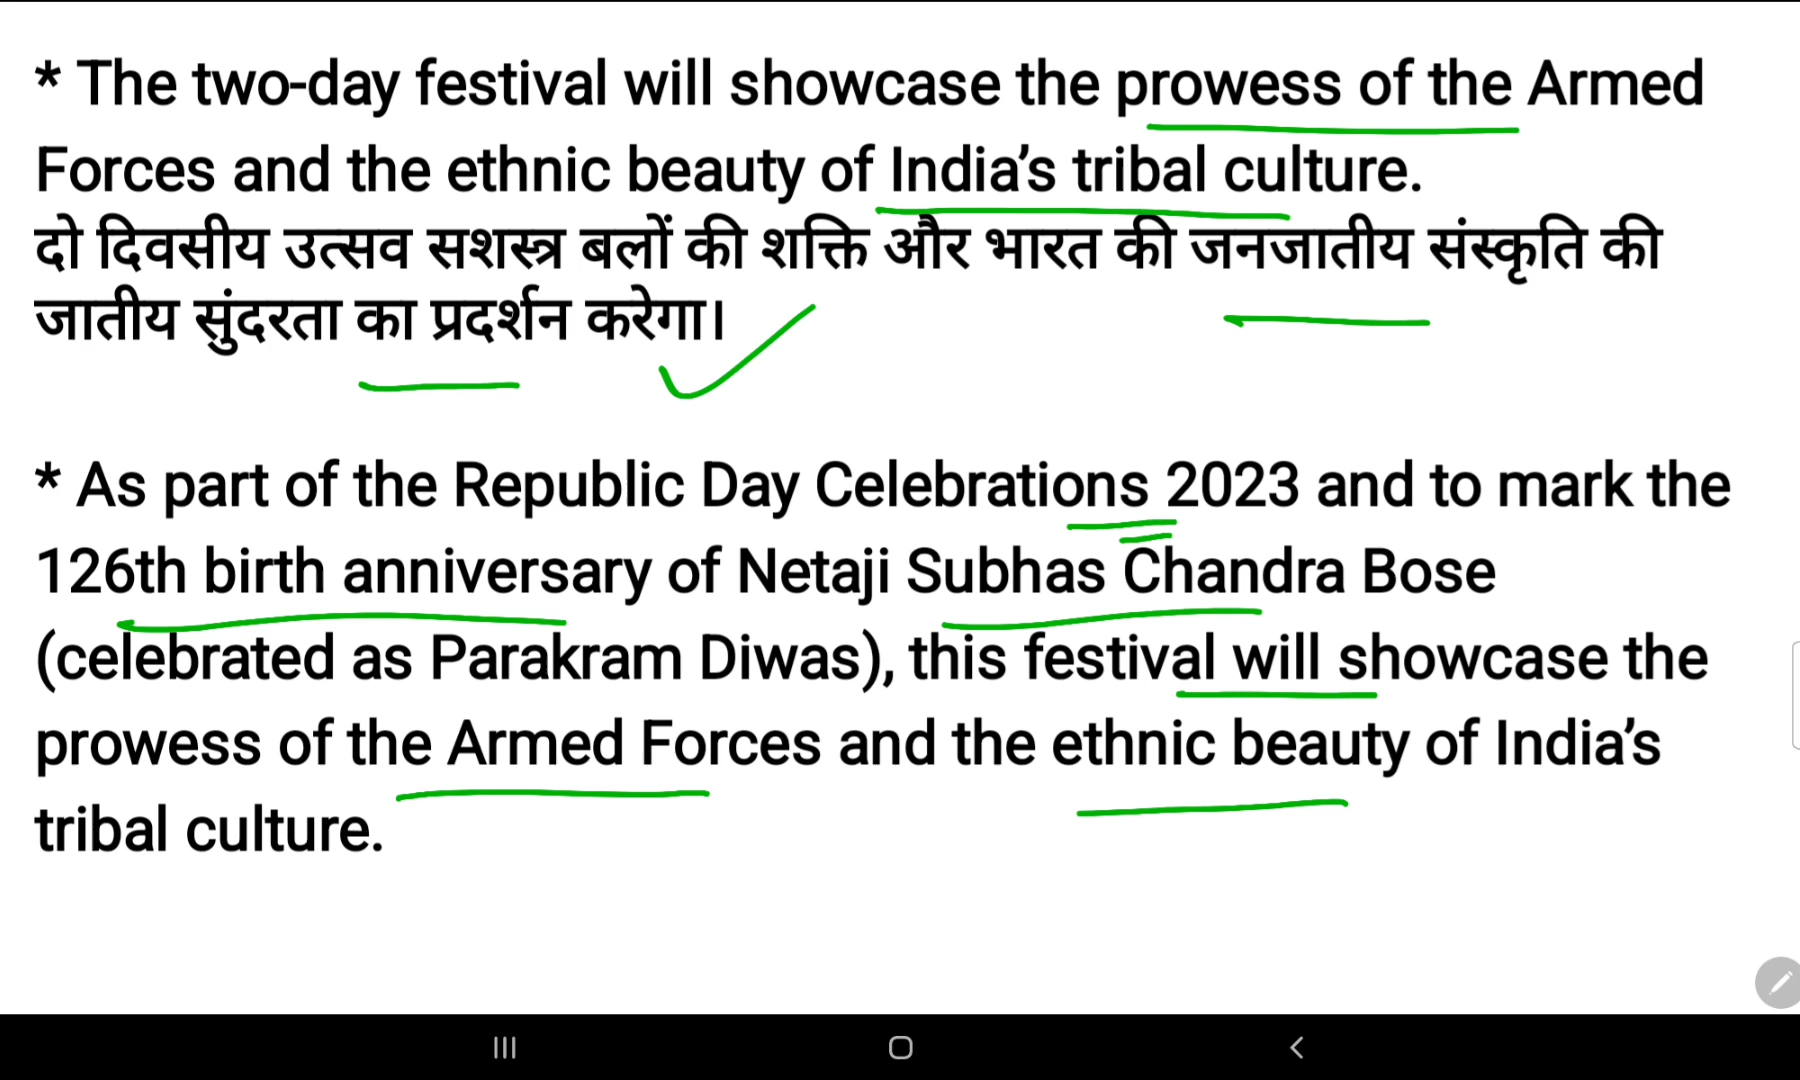 * The two-day festival will showcase the prowess of the Armed
Forces and the ethnic beauty of India’s tribal culture.
दो दिवसीय उत्सव सशस्त्र बलों की शक्ति और भारत की जनजातीय संस्कृति की
जातीय सुंदरता का प्रदर्शन करेगा।
* As part of the Republic Day Celebrations 2023 and to mark the
126th birth anniversary of Netaji Subhas Chandra Bose
(celebrated as Parakram Diwas), this festival will showcase the
prowess of the Armed Forces and the ethnic beauty of India’s
tribal culture.